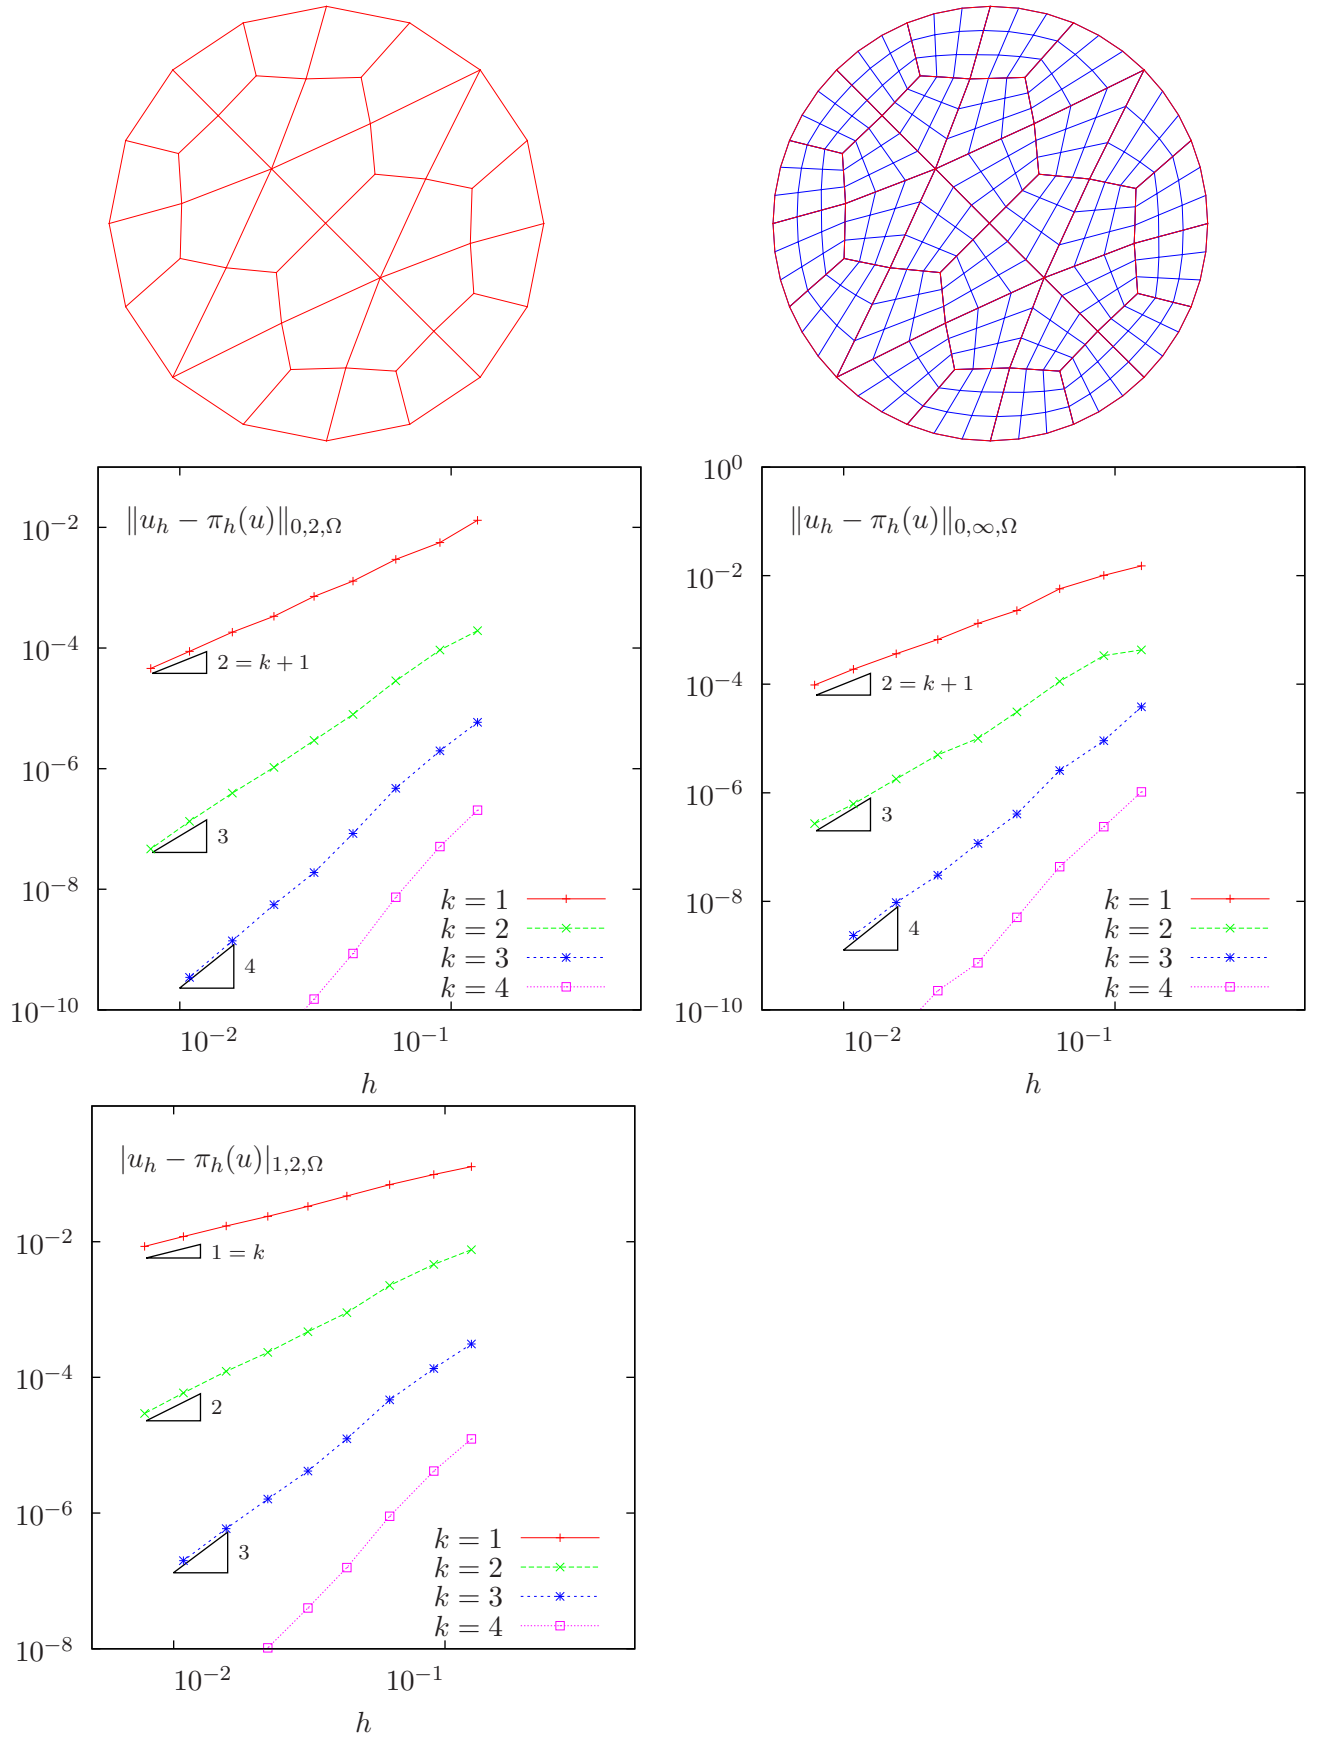 ‖u_h − π_h(u)‖_{0,2,Ω}
10^{−2}
10^{−4}
10^{−6}
10^{−8}
10^{−10}
2 = k + 1
3
4
k = 1
k = 2
k = 3
k = 4
10^{−2}
10^{−1}
h
‖u_h − π_h(u)‖_{0,∞,Ω}
10^{0}
10^{−2}
10^{−4}
10^{−6}
10^{−8}
10^{−10}
2 = k + 1
3
4
k = 1
k = 2
k = 3
k = 4
10^{−2}
10^{−1}
h
|u_h − π_h(u)|_{1,2,Ω}
10^{−2}
10^{−4}
10^{−6}
10^{−8}
1 = k
2
3
k = 1
k = 2
k = 3
k = 4
10^{−2}
10^{−1}
h